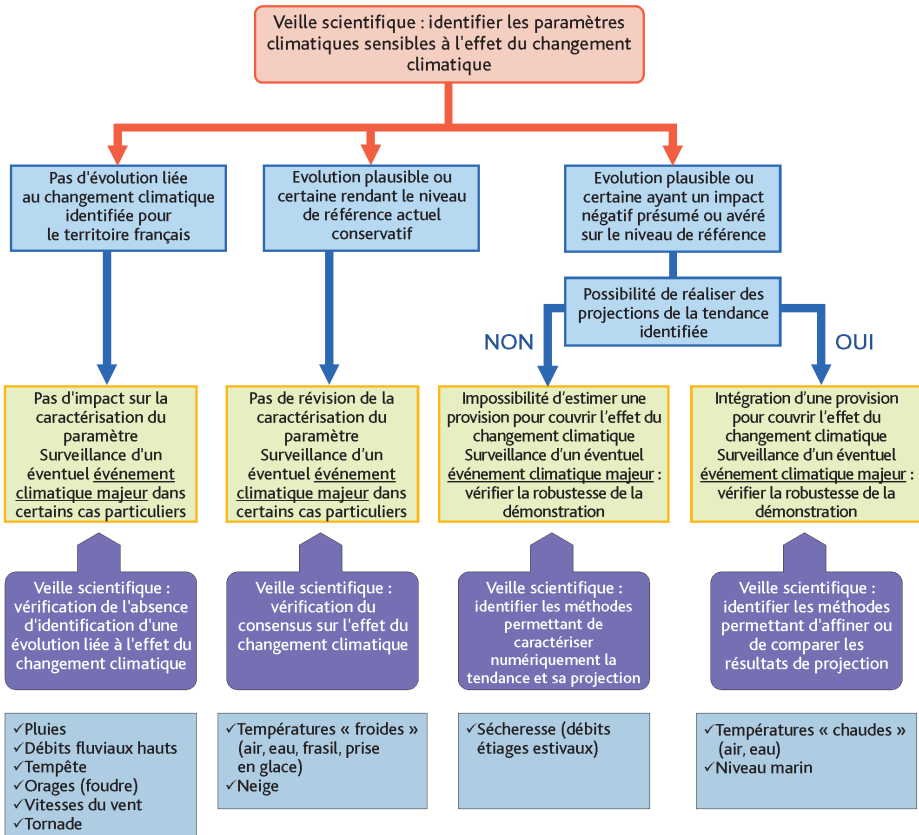 Veille scientifique : identifier les paramètres
climatiques sensibles à l'effet du changement
climatique
Pas d'évolution liée
au changement climatique
identifiée pour
le territoire français
Evolution plausible ou
certaine rendant le niveau
de référence actuel
conservatif
Evolution plausible ou
certaine ayant un impact
négatif présumé ou avéré
sur le niveau de référence
Possibilité de réaliser des
projections de la tendance
identifiée
NON
OUI
Pas d'impact sur la
caractérisation du
paramètre
Surveillance d'un
éventuel événement
climatique majeur dans
certains cas particuliers
Pas de révision de la
caractérisation du
paramètre
Surveillance d'un
éventuel événement
climatique majeur dans
certains cas particuliers
Impossibilité d'estimer une
provision pour couvrir l'effet du
changement climatique
Surveillance d'un éventuel
événement climatique majeur :
vérifier la robustesse de la
démonstration
Intégration d'une provision
pour couvrir l'effet du
changement climatique
Surveillance d'un éventuel
événement climatique majeur :
vérifier la robustesse de la
démonstration
Veille scientifique :
vérification de l'absence
d'identification d'une
évolution liée à l'effet du
changement climatique
Veille scientifique :
vérification du
consensus sur l'effet du
changement climatique
Veille scientifique :
identifier les méthodes
permettant de
caractériser
numériquement la
tendance et sa projection
Veille scientifique :
identifier les méthodes
permettant d'affiner ou
de comparer les
résultats de projection
✓Pluies
✓Débits fluviaux hauts
✓Tempête
✓Orages (foudre)
✓Vitesses du vent
✓Tornade
✓Températures « froides »
(air, eau, frasil, prise
en glace)
✓Neige
✓Sécheresse (débits
étiages estivaux)
✓Températures « chaudes »
(air, eau)
✓Niveau marin